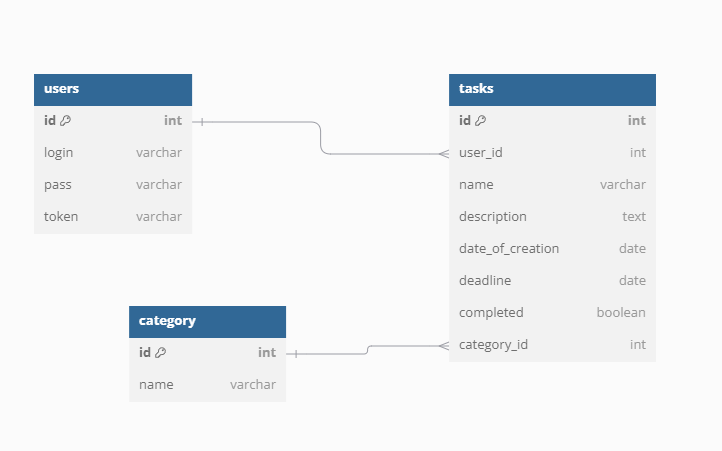 users
id int
login varchar
pass varchar
token varchar
tasks
id int
user_id int
name varchar
description text
date_of_creation date
deadline date
completed boolean
category_id int
category
id int
name varchar